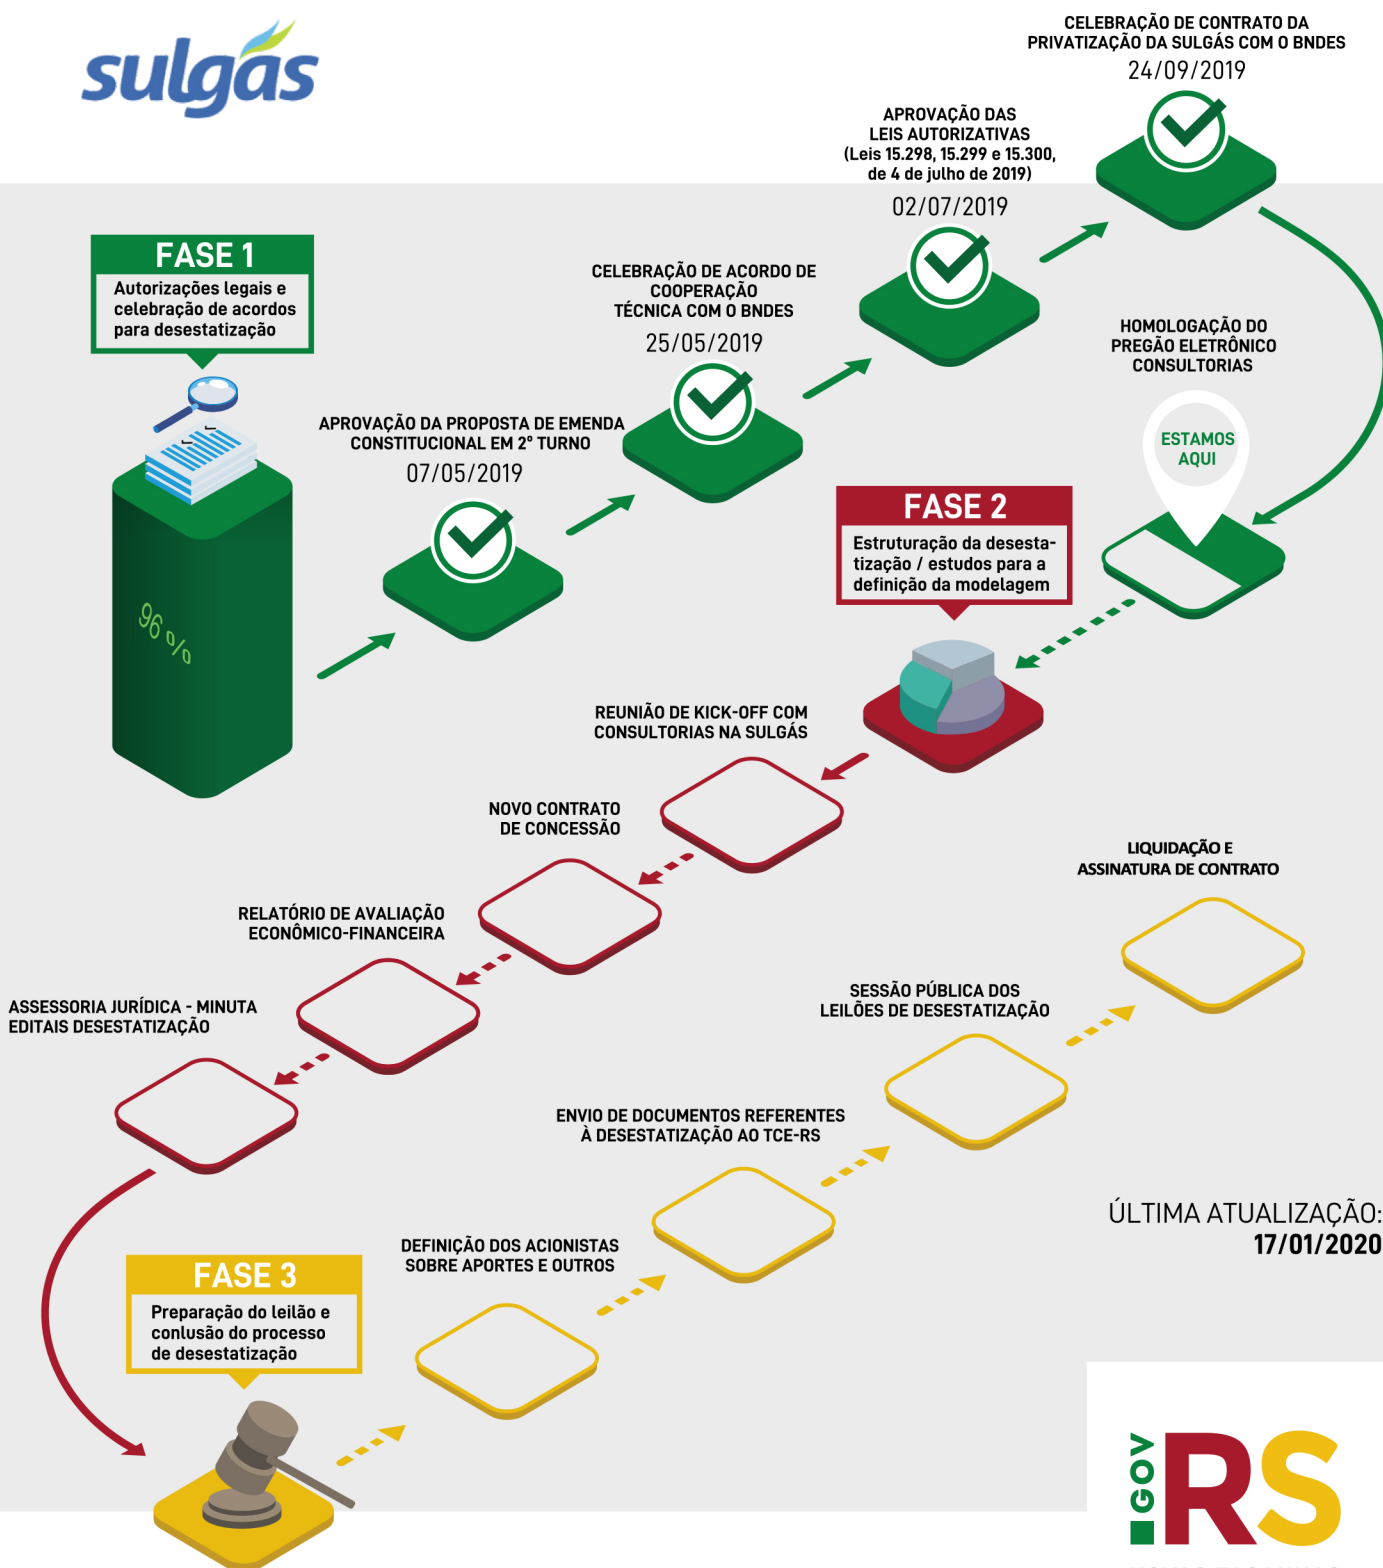 sulgás
CELEBRAÇÃO DE CONTRATO DA
PRIVATIZAÇÃO DA SULGÁS COM O BNDES
24/09/2019
APROVAÇÃO DAS
LEIS AUTORIZATIVAS
(Leis 15.298, 15.299 e 15.300,
de 4 de julho de 2019)
02/07/2019
FASE 1
Autorizações legais e
celebração de acordos
para desestatização
CELEBRAÇÃO DE ACORDO DE
COOPERAÇÃO
TÉCNICA COM O BNDES
25/05/2019
HOMOLOGAÇÃO DO
PREGÃO ELETRÔNICO
CONSULTORIAS
ESTAMOS
AQUI
APROVAÇÃO DA PROPOSTA DE EMENDA
CONSTITUCIONAL EM 2º TURNO
07/05/2019
96 %
FASE 2
Estruturação da desesta-
tização / estudos para a
definição da modelagem
REUNIÃO DE KICK-OFF COM
CONSULTORIAS NA SULGÁS
NOVO CONTRATO
DE CONCESSÃO
RELATÓRIO DE AVALIAÇÃO
ECONÔMICO-FINANCEIRA
ASSESSORIA JURÍDICA - MINUTA
EDITAIS DESESTATIZAÇÃO
LIQUIDAÇÃO E
ASSINATURA DE CONTRATO
SESSÃO PÚBLICA DOS
LEILÕES DE DESESTATIZAÇÃO
ENVIO DE DOCUMENTOS REFERENTES
À DESESTATIZAÇÃO AO TCE-RS
DEFINIÇÃO DOS ACIONISTAS
SOBRE APORTES E OUTROS
FASE 3
Preparação do leilão e
conlusão do processo
de desestatização
ÚLTIMA ATUALIZAÇÃO:
17/01/2020
GOV
RS